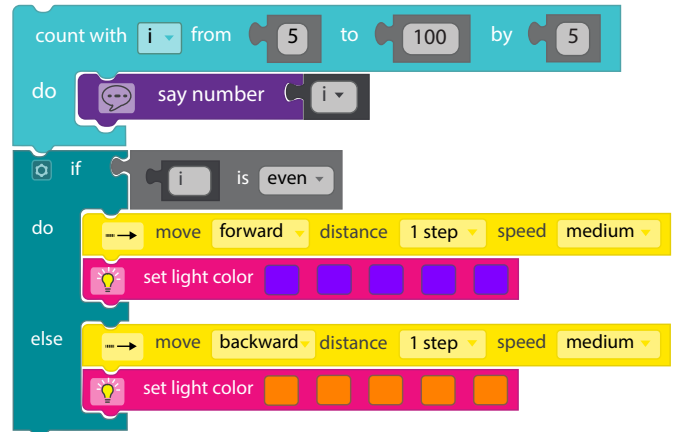 count with i from 5 to 100 by 5
do say number i
if i is even
do move forward distance 1 step speed medium
set light color
else move backward distance 1 step speed medium
set light color